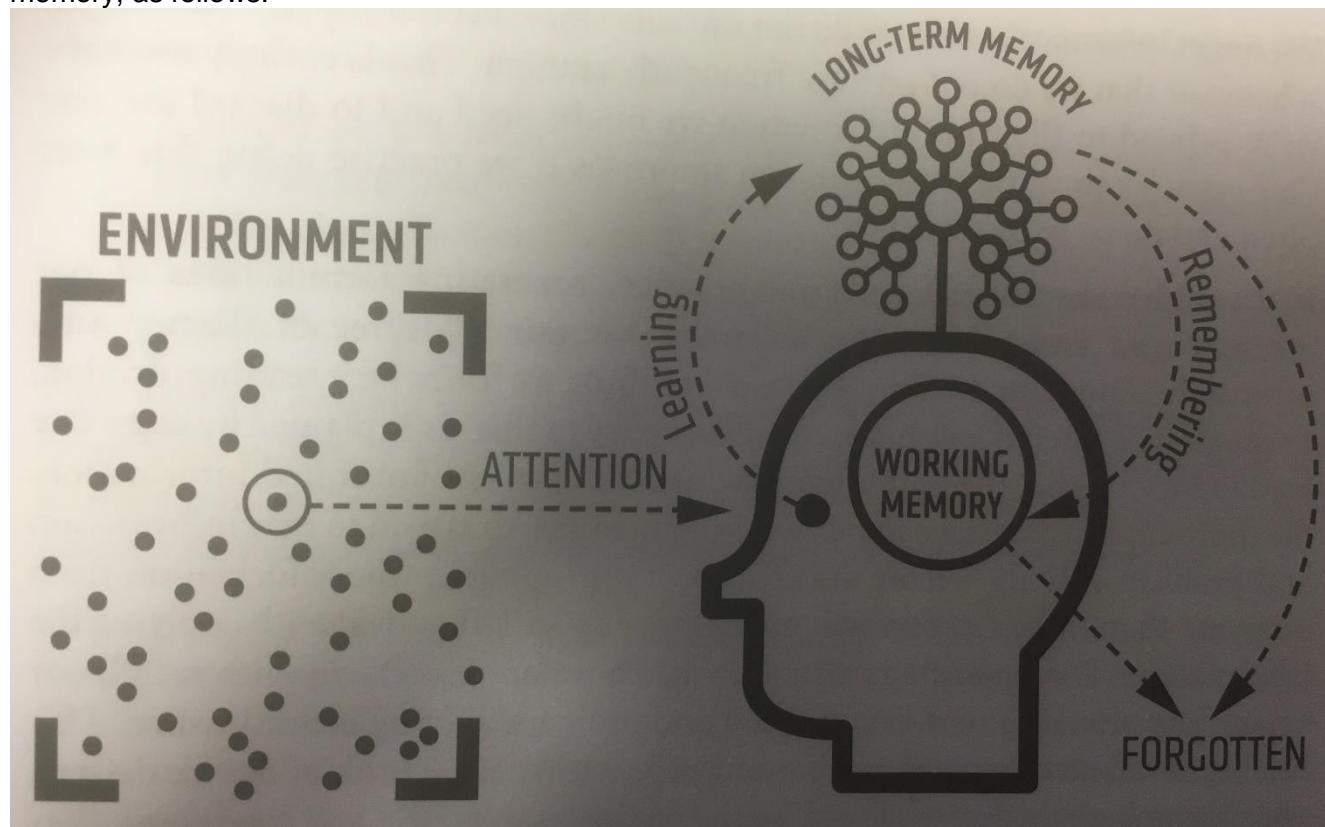 memory, as follows:
LONG-TERM MEMORY
ENVIRONMENT
Learning
Remembering
ATTENTION
WORKING
MEMORY
FORGOTTEN